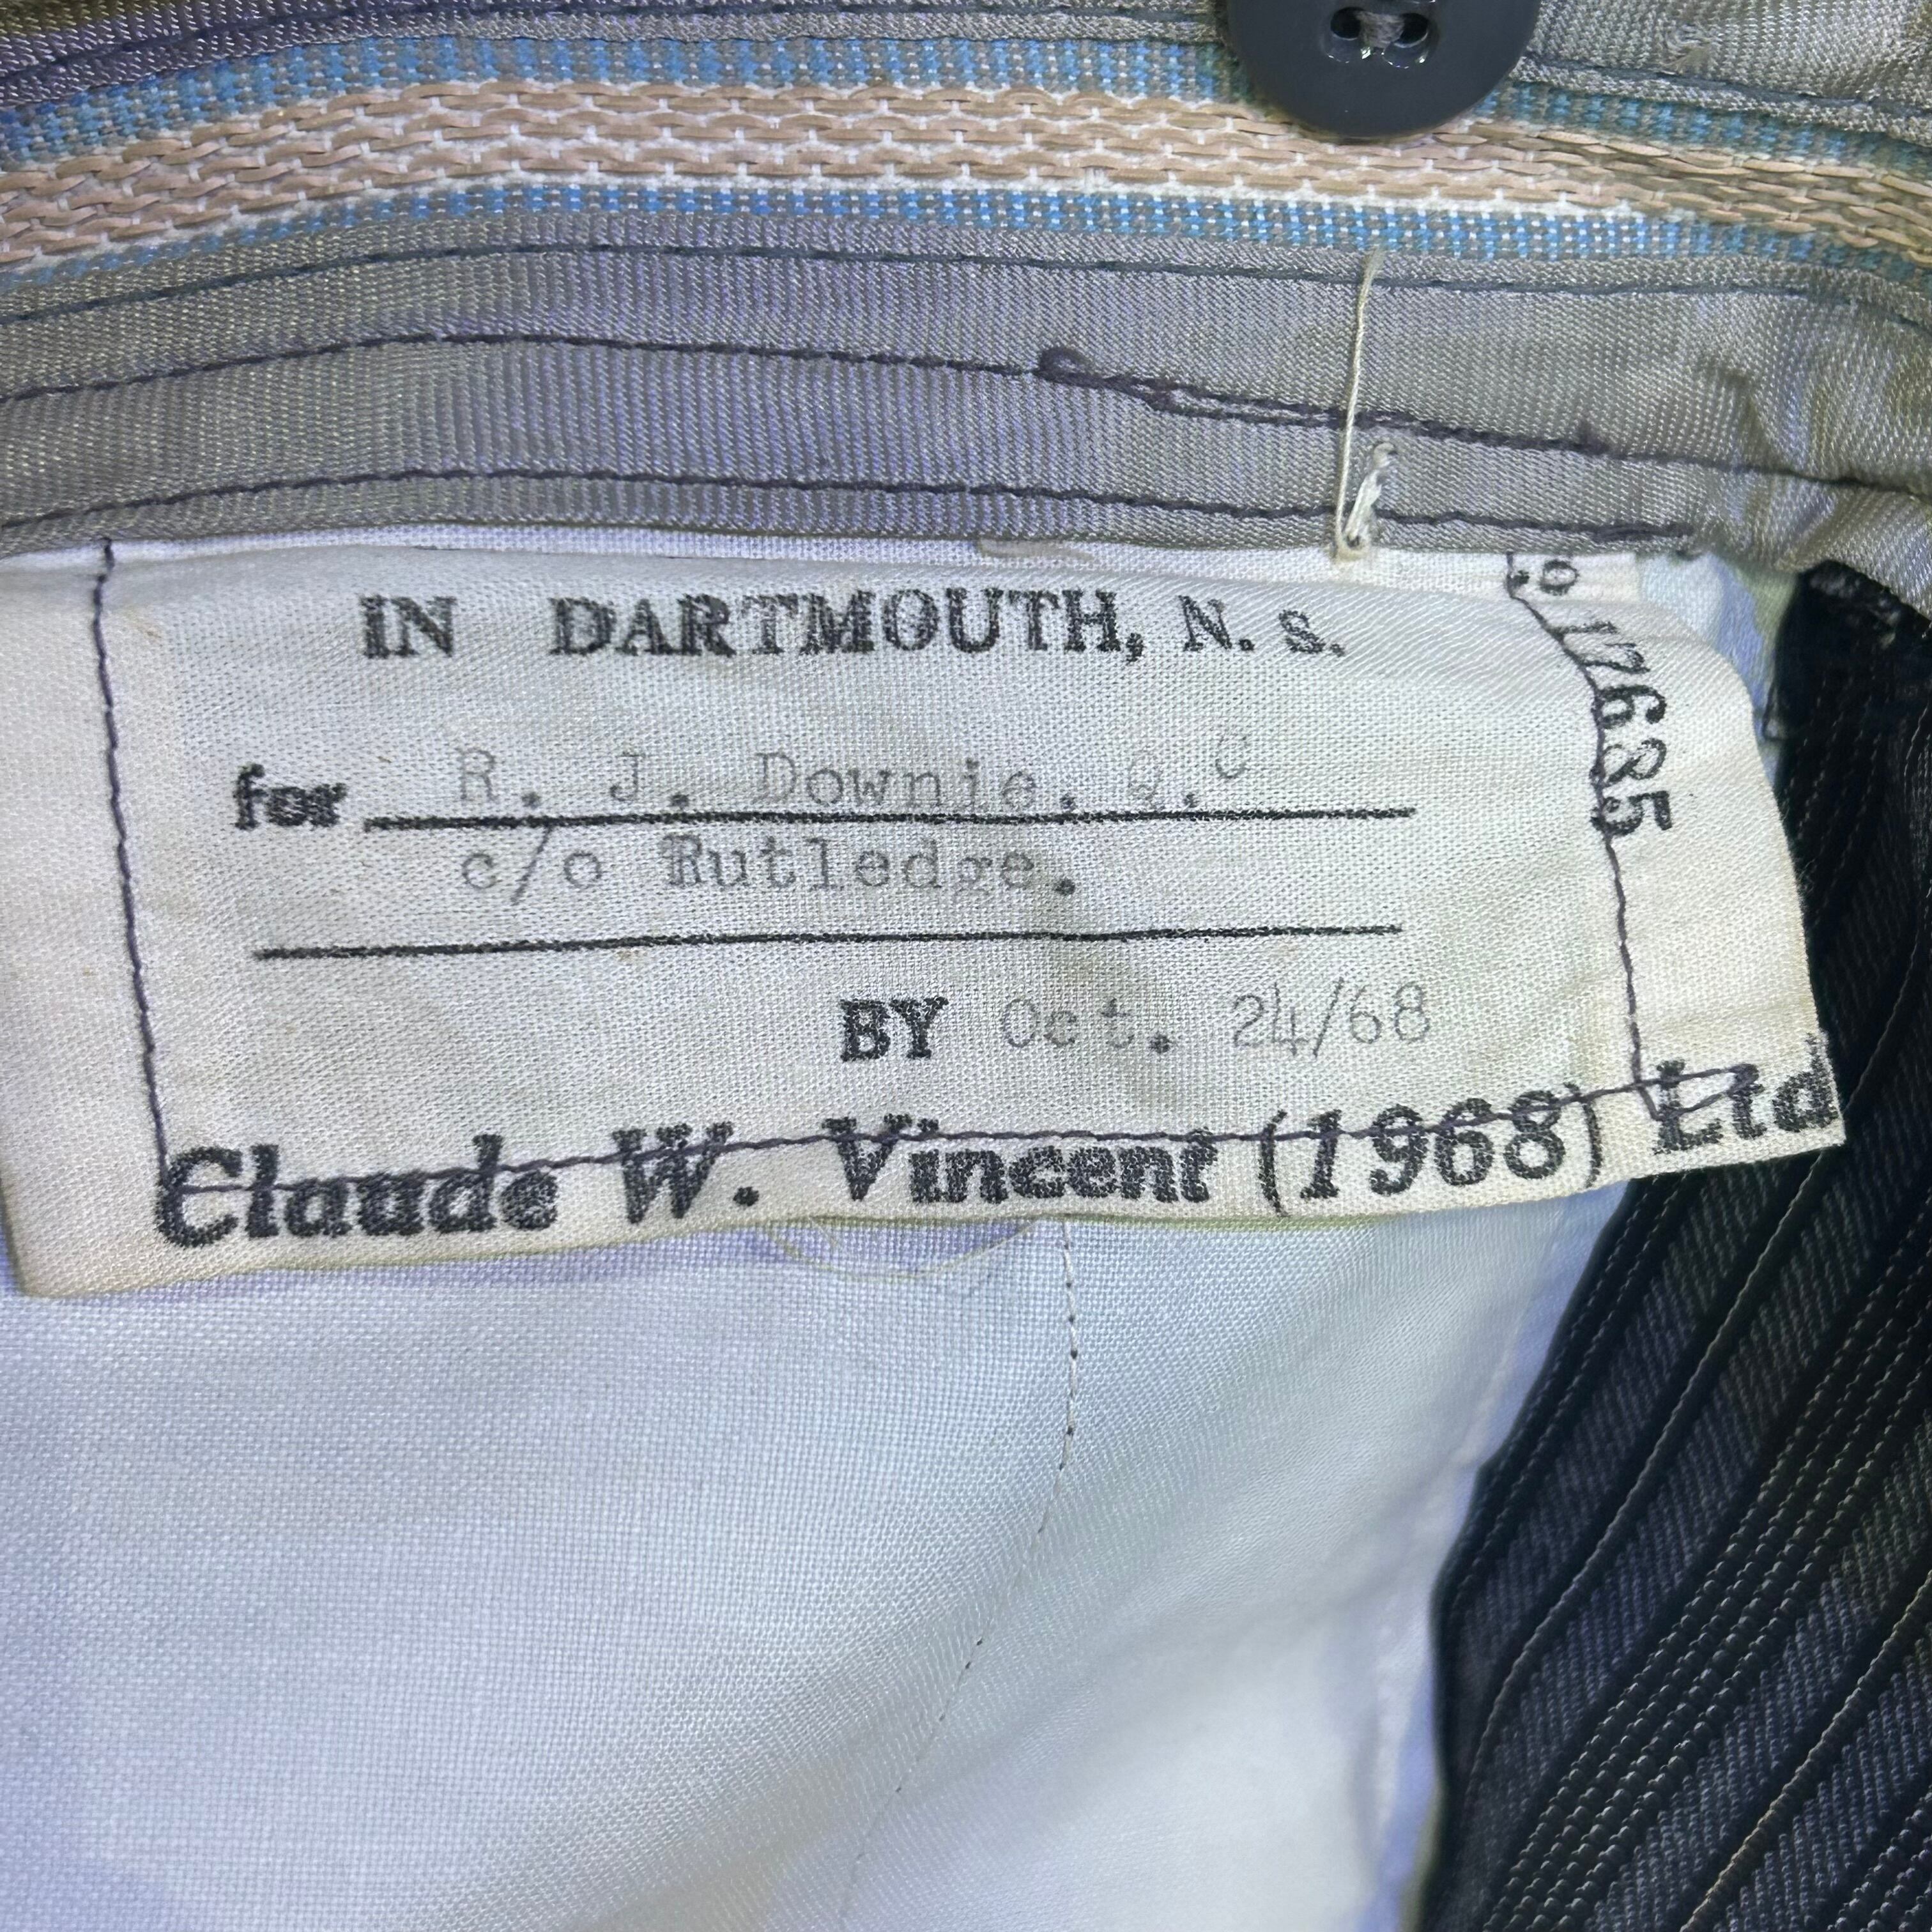 IN DARTMOUTH, N. S.
for R. J. Downie. Q.C
c/o Rutledge.
BY Oct. 24/68
Claude W. Vincent (1968) Ltd
17685